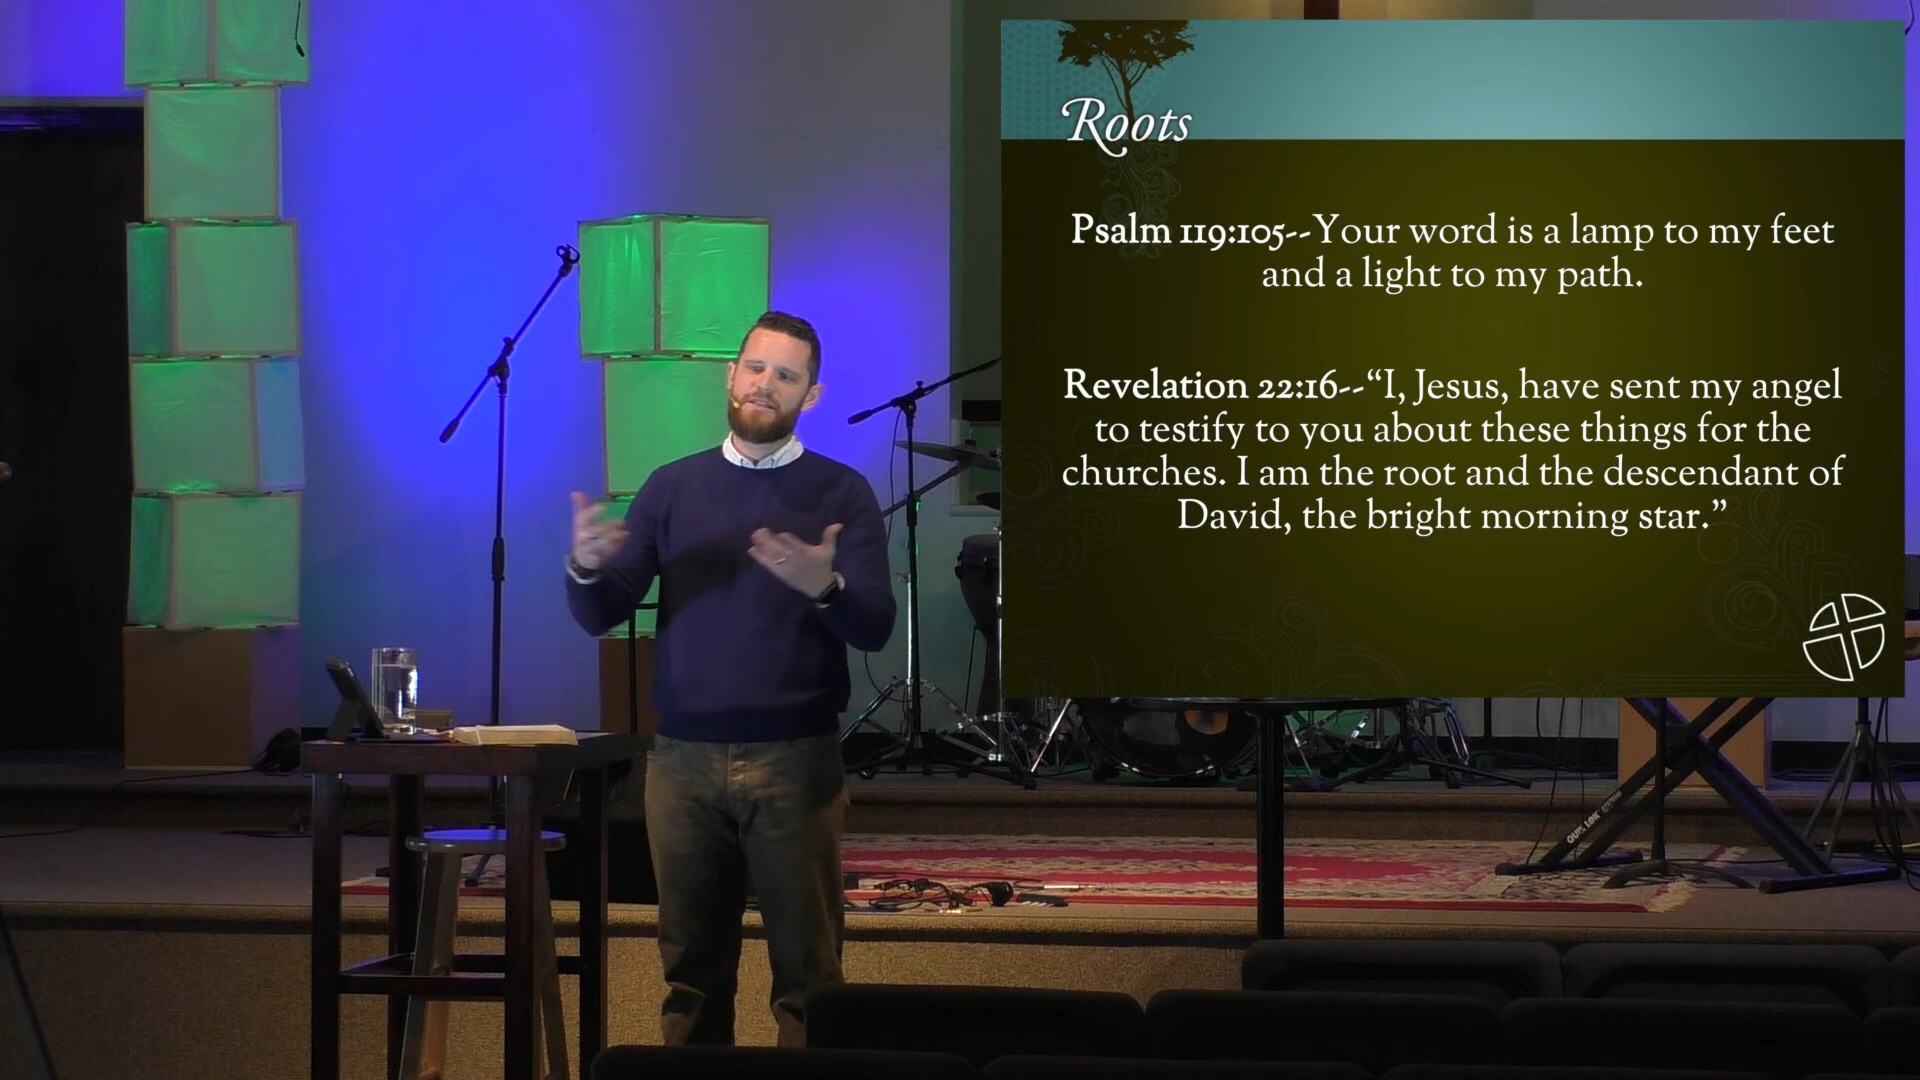 Roots
Psalm 119:105--Your word is a lamp to my feet
and a light to my path.
Revelation 22:16--“I, Jesus, have sent my angel
to testify to you about these things for the
churches. I am the root and the descendant of
David, the bright morning star.”
QUIK LOK